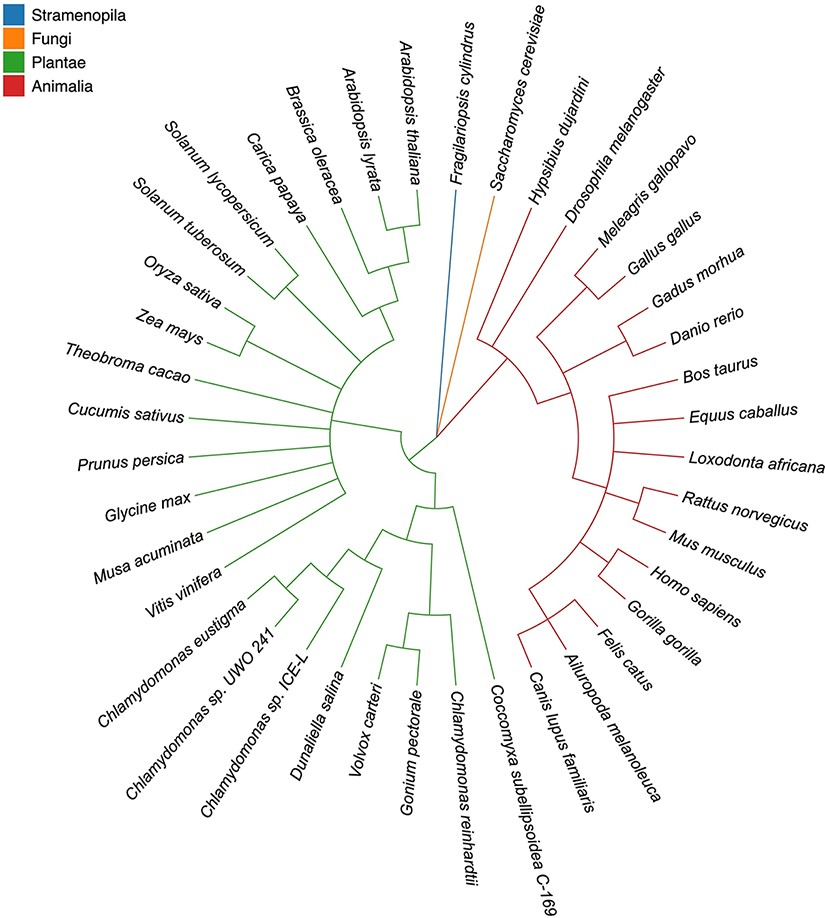 Stramenopila
Fungi
Plantae
Animalia
Fragilariopsis cylindrus
Saccharomyces cerevisiae
Hypsibius dujardini
Drosophila melanogaster
Meleagris gallopavo
Gallus gallus
Gadus morhua
Danio rerio
Bos taurus
Equus caballus
Loxodonta africana
Rattus norvegicus
Mus musculus
Homo sapiens
Gorilla gorilla
Felis catus
Ailuropoda melanoleuca
Canis lupus familiaris
Coccomyxa subellipsoidea C-169
Chlamydomonas reinhardtii
Gonium pectorale
Volvox carteri
Dunaliella salina
Chlamydomonas sp. ICE-L
Chlamydomonas sp. UWO 241
Chlamydomonas eustigma
Vitis vinifera
Musa acuminata
Glycine max
Prunus persica
Cucumis sativus
Theobroma cacao
Zea mays
Oryza sativa
Solanum tuberosum
Solanum lycopersicum
Carica papaya
Brassica oleracea
Arabidopsis lyrata
Arabidopsis thaliana